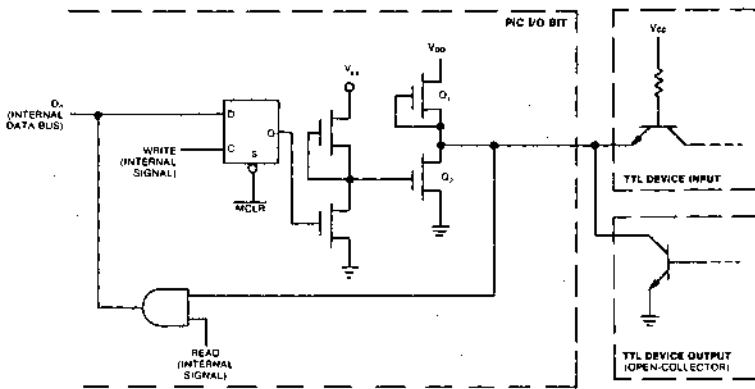 PIC I/O BIT
(INTERNAL
DATA BUS)
D
Q
C
S
WRITE
(INTERNAL
SIGNAL)
MCLR
VDD
Q1
Q2
READ
(INTERNAL
SIGNAL)
VCC
TTL DEVICE INPUT
TTL DEVICE OUTPUT
(OPEN-COLLECTOR)